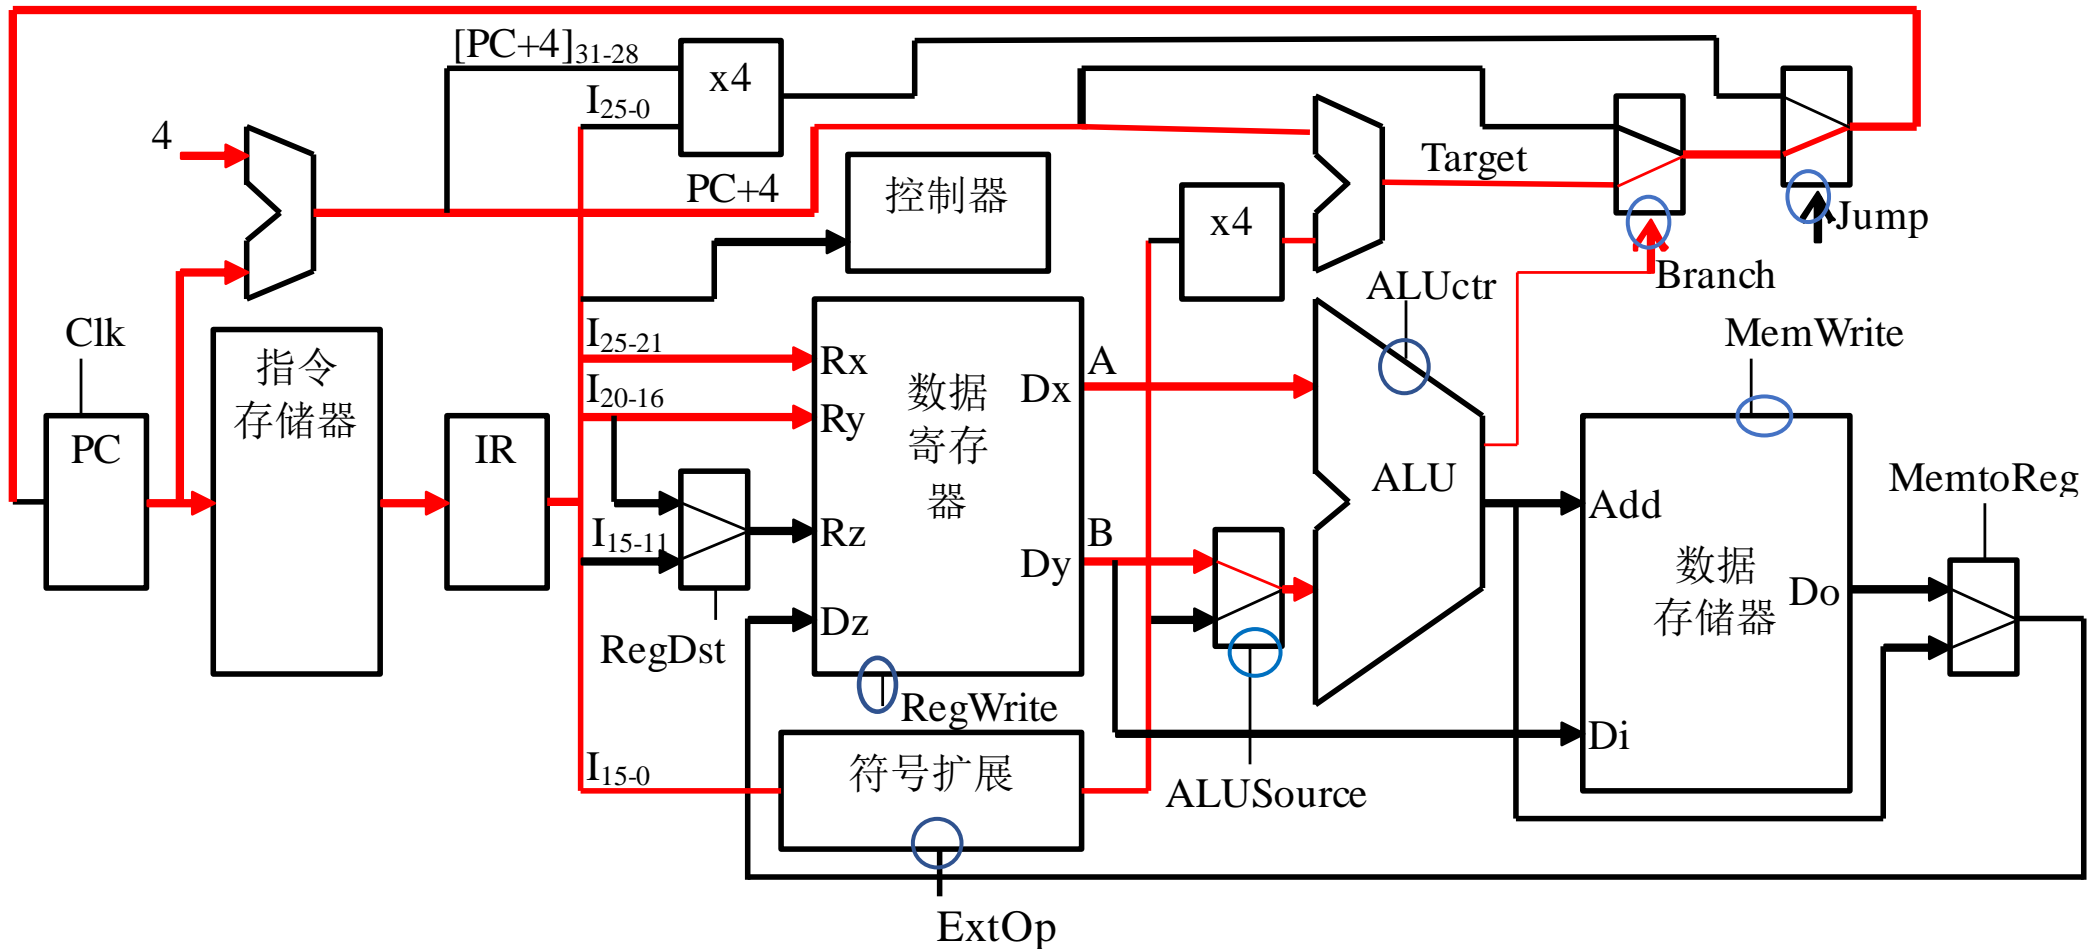 [PC+4]31-28
x4
I25-0
4
PC+4
控制器
Target
x4
Jump
Branch
ALUctr
Clk
指令
存储器
I25-21
Rx
数据
寄存
器
Dx
A
MemWrite
I20-16
Ry
PC
IR
ALU
MemtoReg
I15-11
Rz
B
Dy
Add
数据
存储器
Do
Dz
RegDst
RegWrite
Di
I15-0
符号扩展
ALUSource
ExtOp